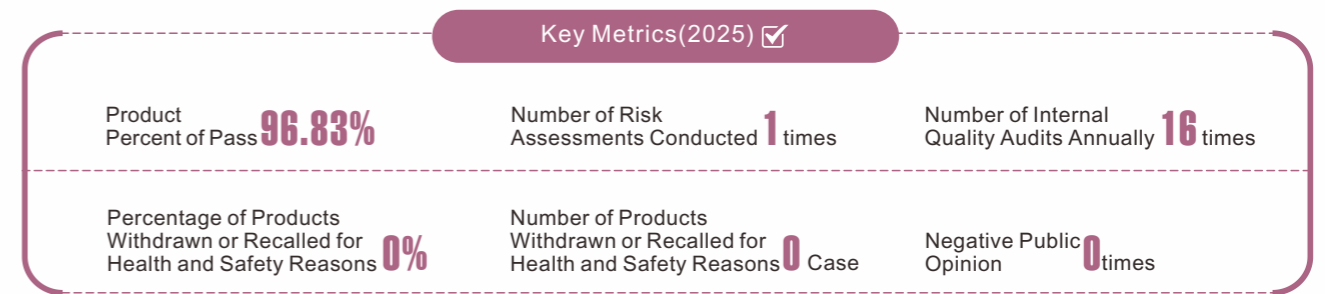 Key Metrics(2025)
Product
Percent of Pass 96.83%
Number of Risk
Assessments Conducted 1 times
Number of Internal
Quality Audits Annually 16 times
Percentage of Products
Withdrawn or Recalled for
Health and Safety Reasons 0%
Number of Products
Withdrawn or Recalled for
Health and Safety Reasons 0 Case
Negative Public
Opinion 0 times